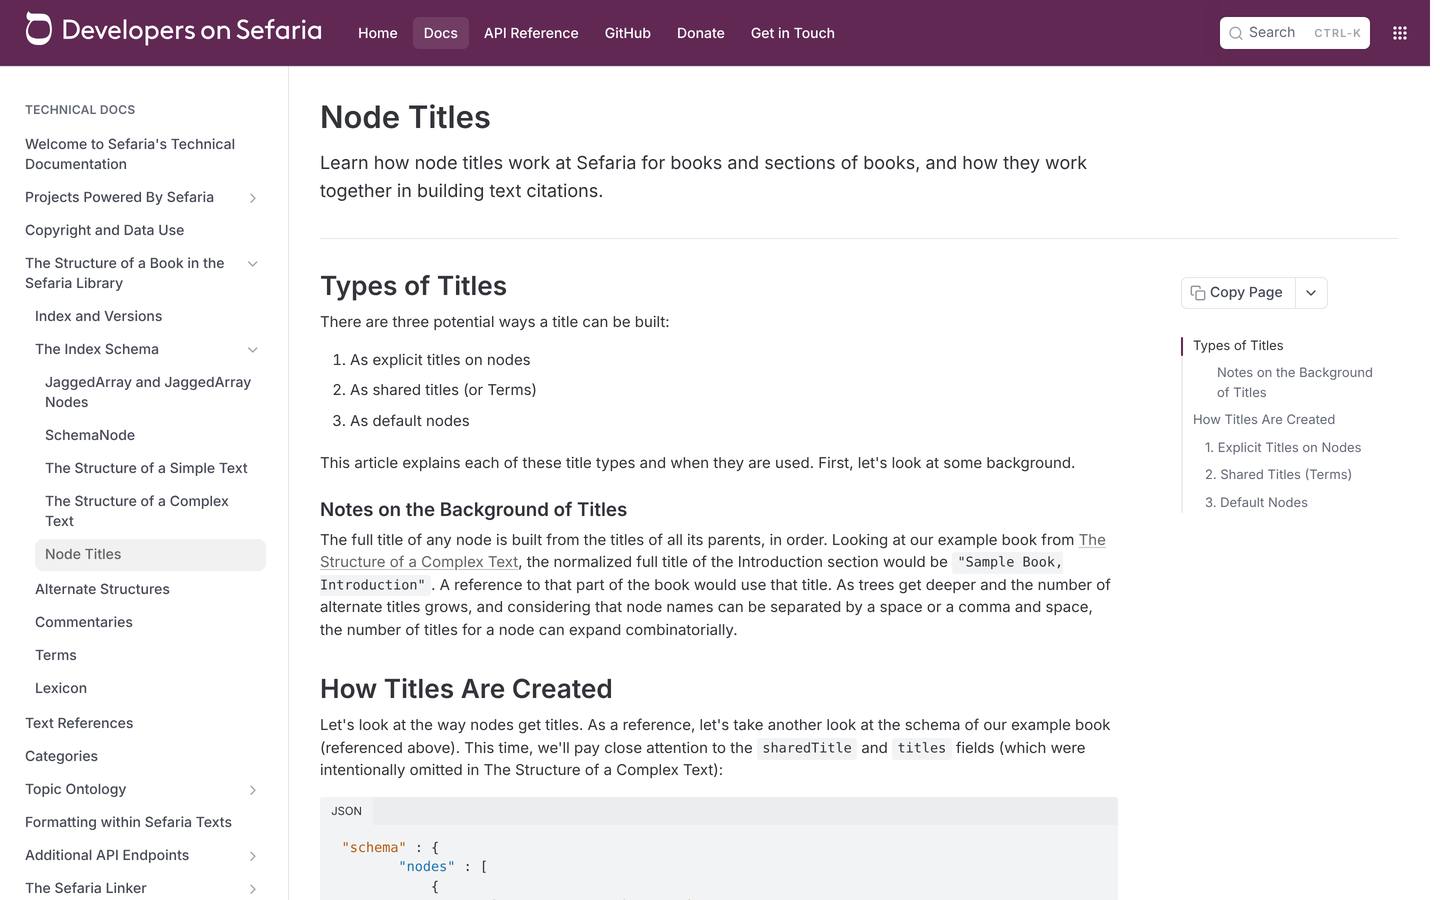 Developers on Sefaria
Home Docs API Reference GitHub Donate Get in Touch
Search CTRL-K
TECHNICAL DOCS
Welcome to Sefaria's Technical
Documentation
Projects Powered By Sefaria
Copyright and Data Use
The Structure of a Book in the
Sefaria Library
Index and Versions
The Index Schema
JaggedArray and JaggedArray
Nodes
SchemaNode
The Structure of a Simple Text
The Structure of a Complex
Text
Node Titles
Alternate Structures
Commentaries
Terms
Lexicon
Text References
Categories
Topic Ontology
Formatting within Sefaria Texts
Additional API Endpoints
The Sefaria Linker
Node Titles
Learn how node titles work at Sefaria for books and sections of books, and how they work
together in building text citations.
Types of Titles
There are three potential ways a title can be built:
1. As explicit titles on nodes
2. As shared titles (or Terms)
3. As default nodes
This article explains each of these title types and when they are used. First, let's look at some background.
Notes on the Background of Titles
The full title of any node is built from the titles of all its parents, in order. Looking at our example book from The
Structure of a Complex Text, the normalized full title of the Introduction section would be "Sample Book,
Introduction". A reference to that part of the book would use that title. As trees get deeper and the number of
alternate titles grows, and considering that node names can be separated by a space or a comma and space,
the number of titles for a node can expand combinatorially.
How Titles Are Created
Let's look at the way nodes get titles. As a reference, let's take another look at the schema of our example book
(referenced above). This time, we'll pay close attention to the sharedTitle and titles fields (which were
intentionally omitted in The Structure of a Complex Text):
JSON
"schema" : {
"nodes" : [
{
Copy Page
Types of Titles
Notes on the Background
of Titles
How Titles Are Created
1. Explicit Titles on Nodes
2. Shared Titles (Terms)
3. Default Nodes